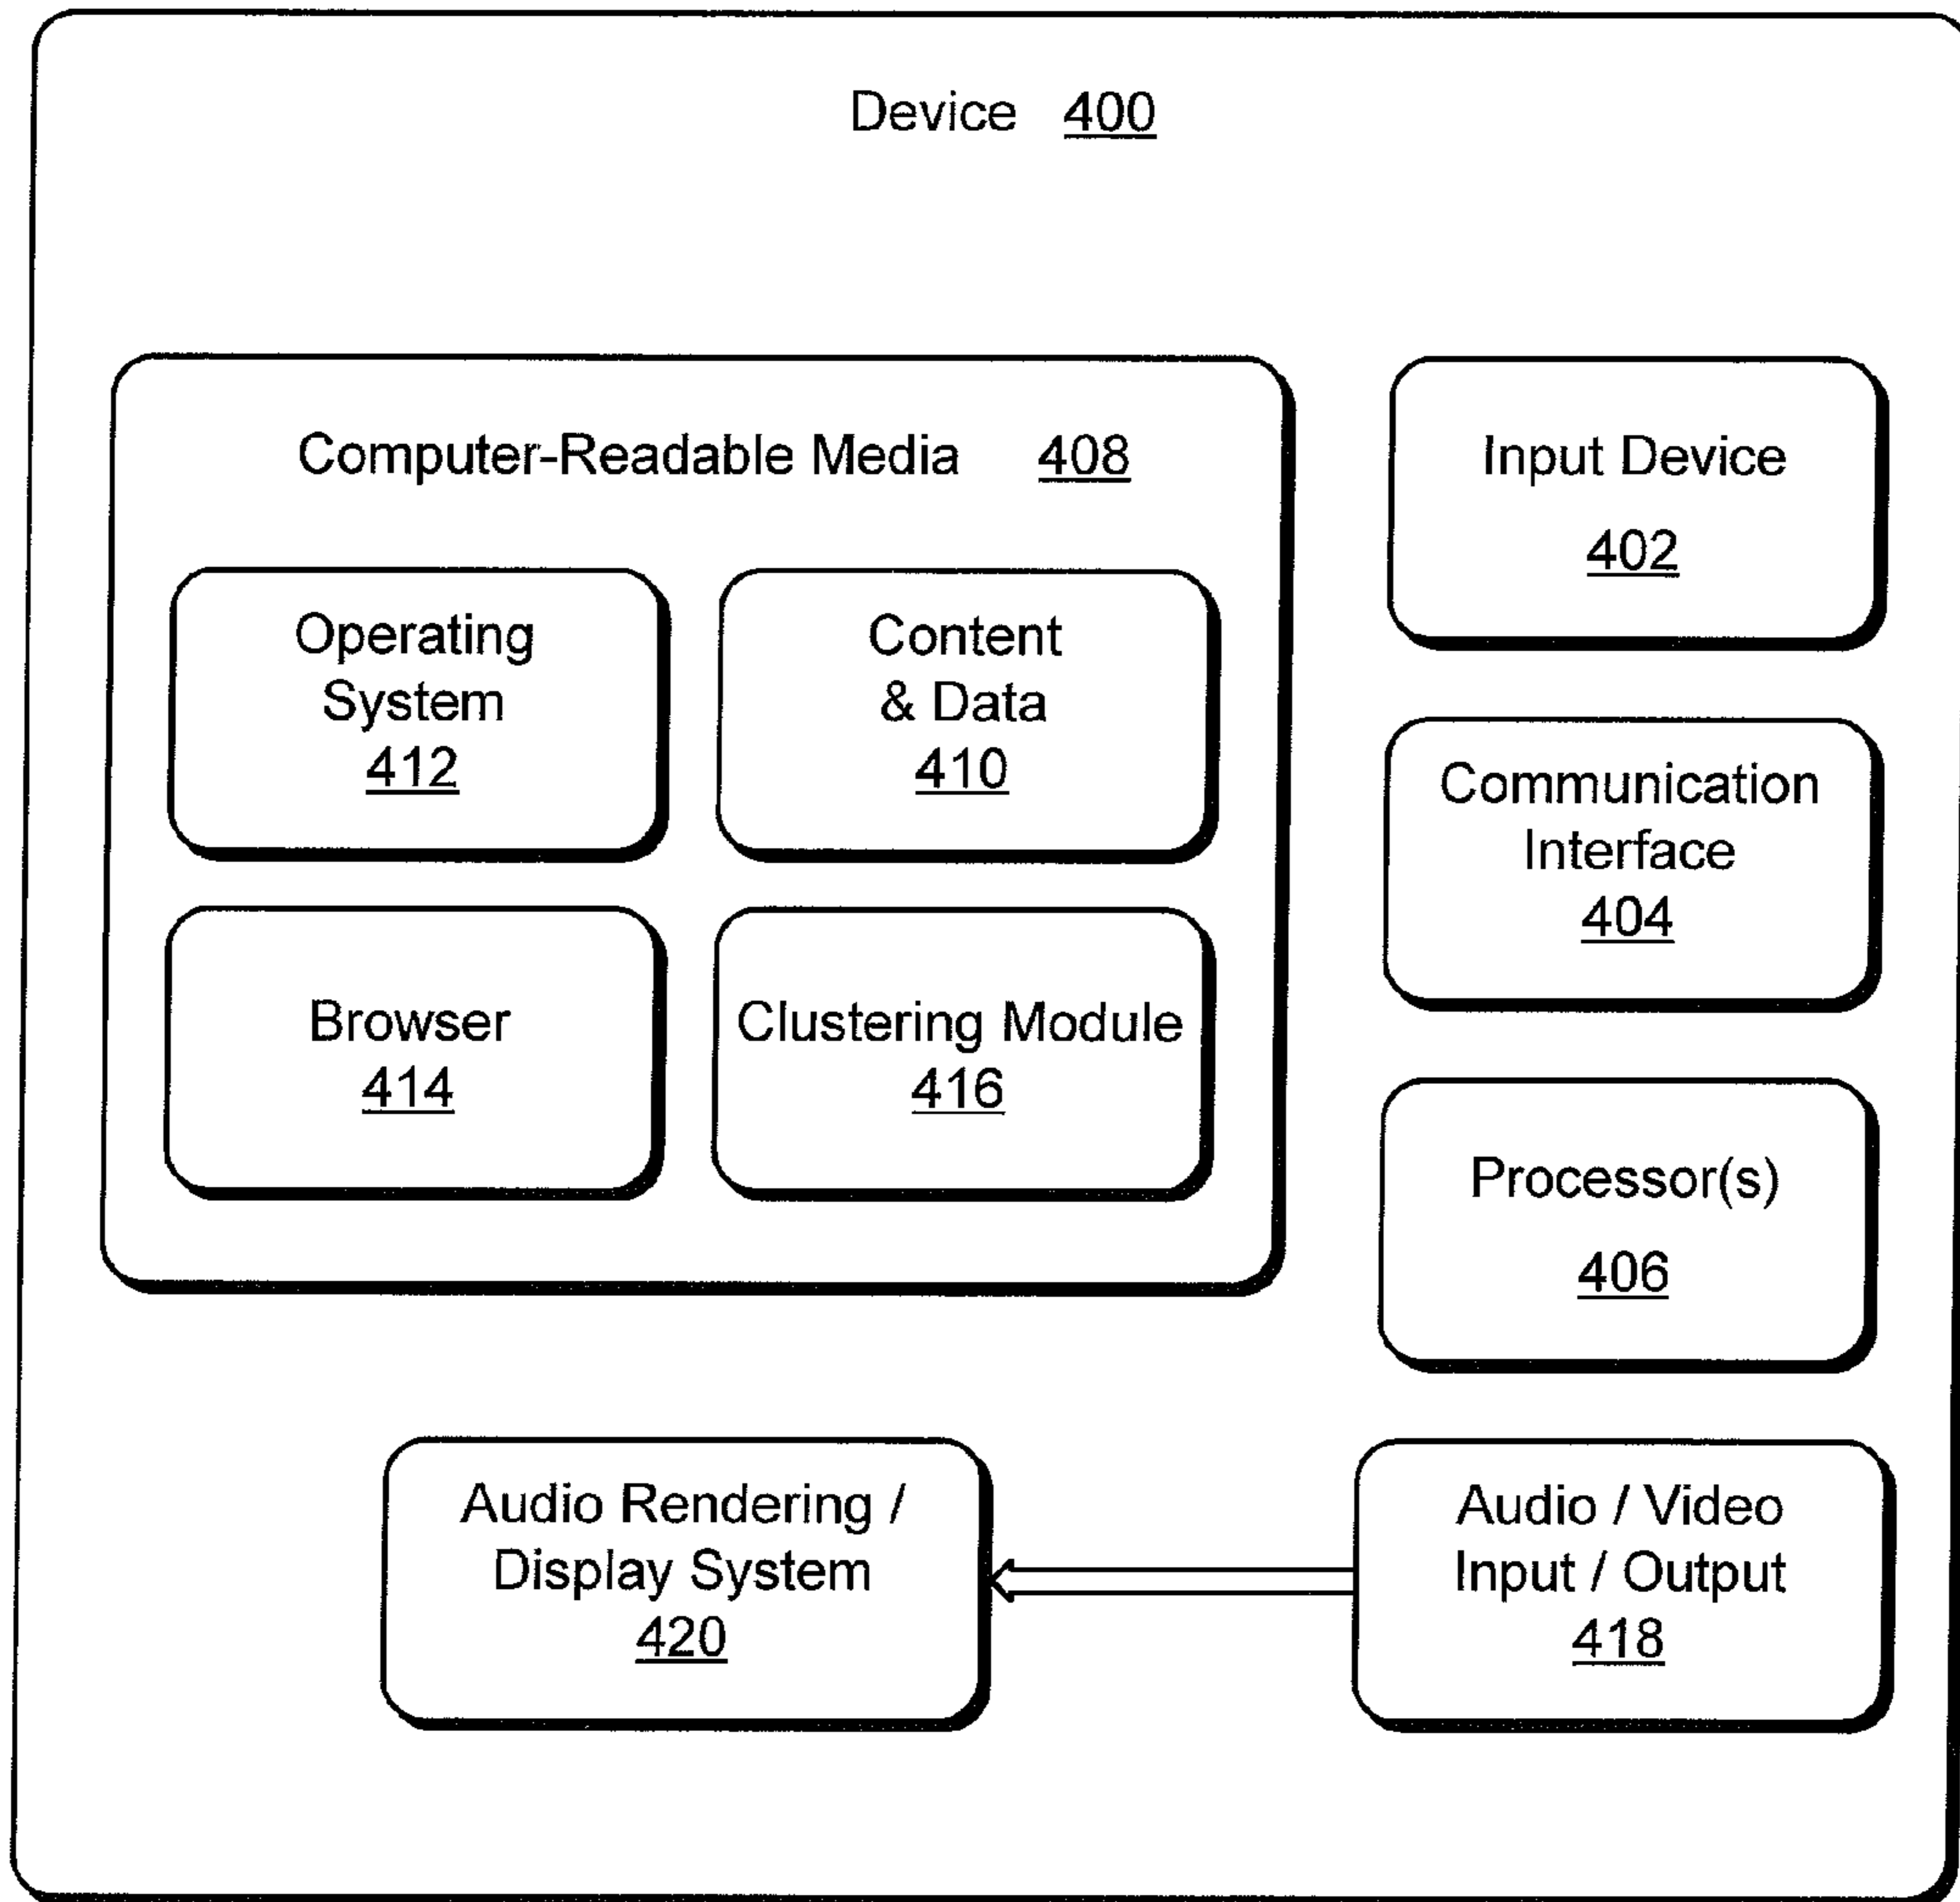 Device 400
Computer-Readable Media 408
Operating
System
412
Content
& Data
410
Browser
414
Clustering Module
416
Input Device
402
Communication
Interface
404
Processor(s)
406
Audio Rendering /
Display System
420
Audio / Video
Input / Output
418